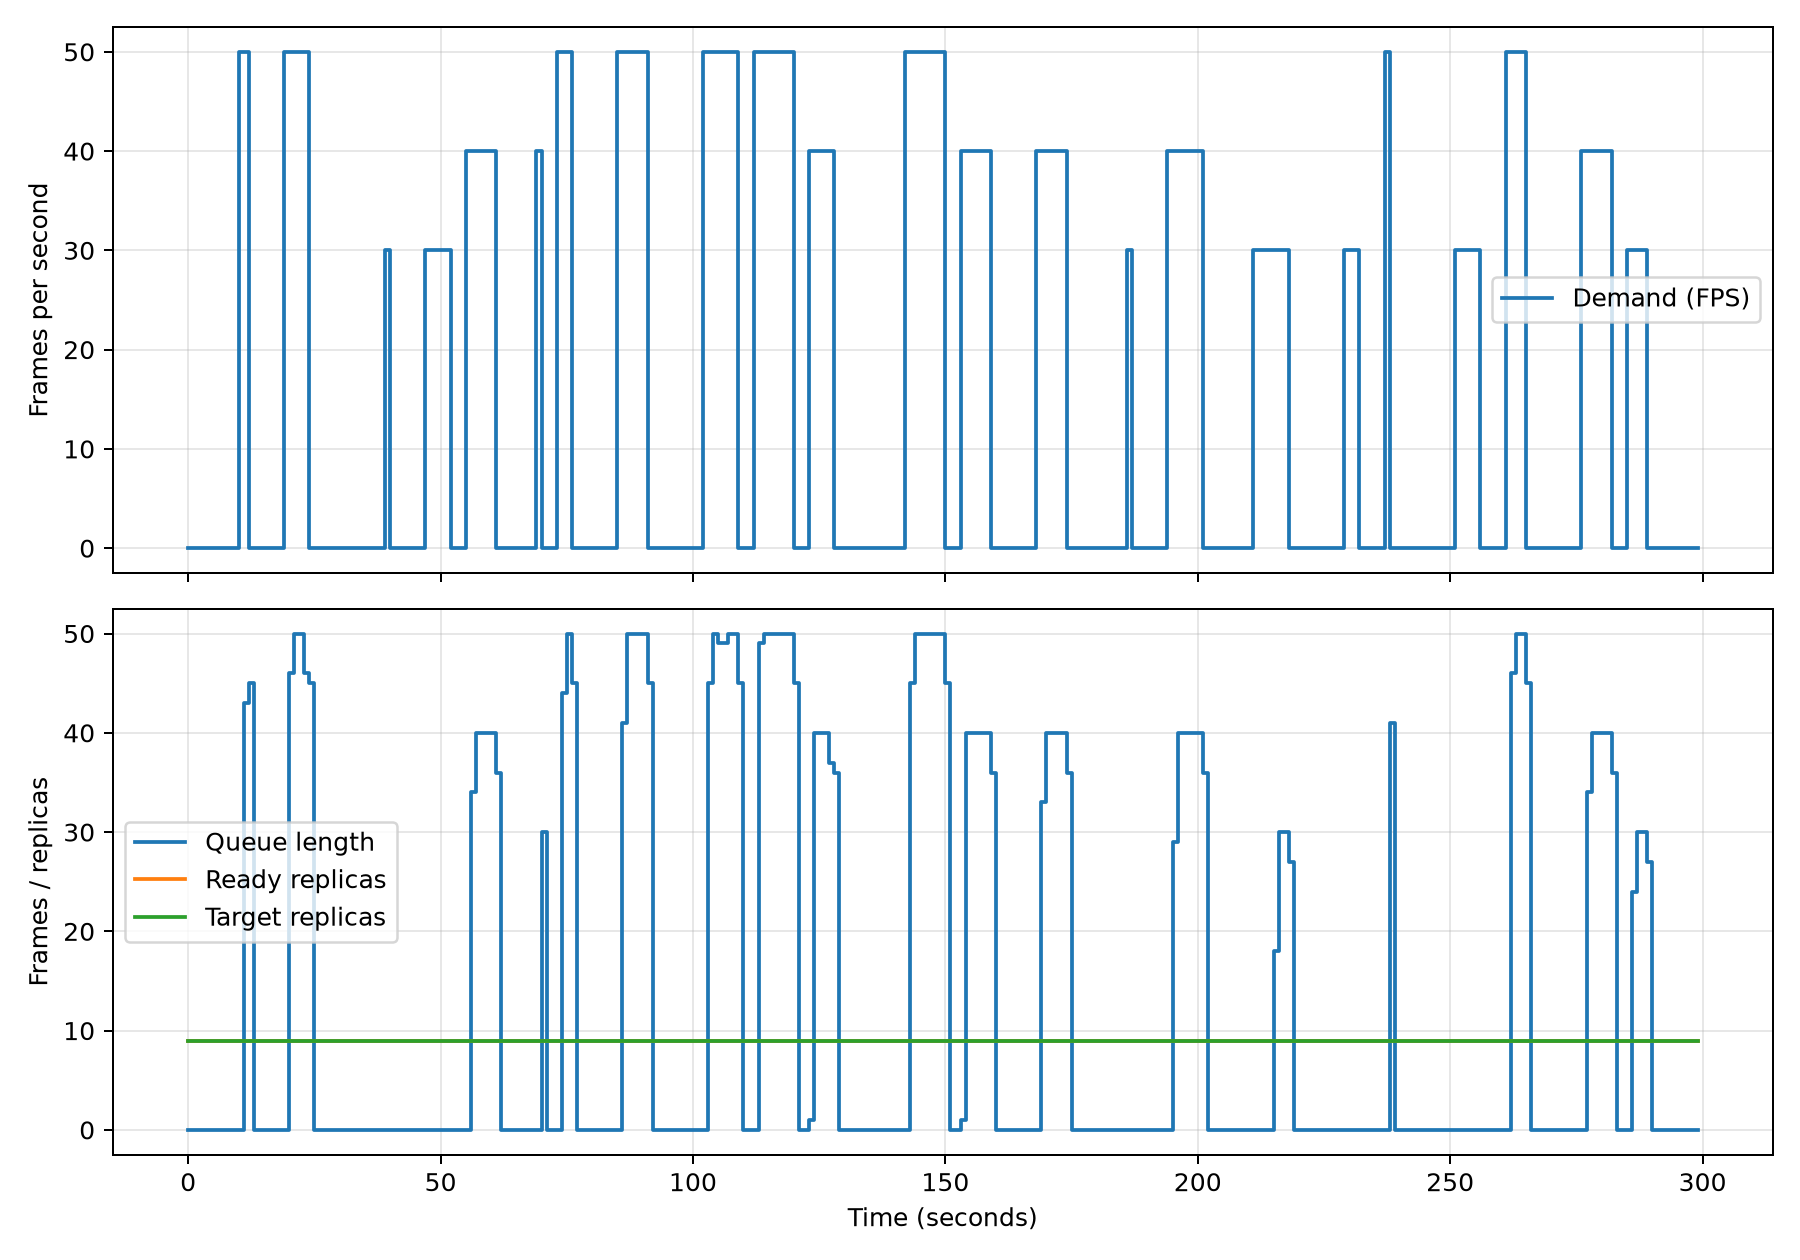 50
40
30
20
10
0
Frames per second
Demand (FPS)
50
40
30
20
10
0
Frames / replicas
Queue length
Ready replicas
Target replicas
0 50 100 150 200 250 300
Time (seconds)